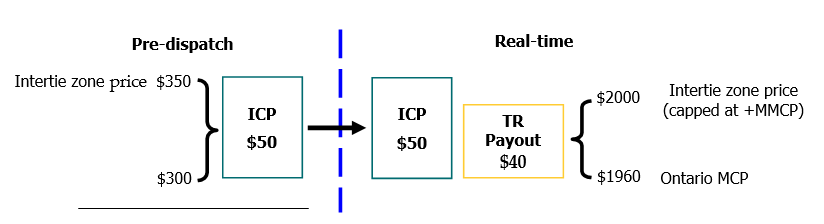 Pre-dispatch
Real-time
Intertie zone price $350
ICP
$50
$300
ICP
$50
TR
Payout
$40
$2000
Intertie zone price
(capped at +MMCP)
$1960
Ontario MCP